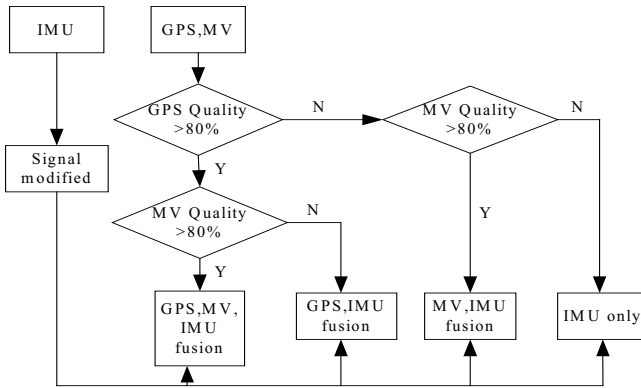 IMU
GPS,MV
GPS Quality
>80%
N
MV Quality
>80%
N
Signal
modified
Y
MV Quality
>80%
N
Y
Y
GPS,MV,
IMU
fusion
GPS,IMU
fusion
MV,IMU
fusion
IMU only